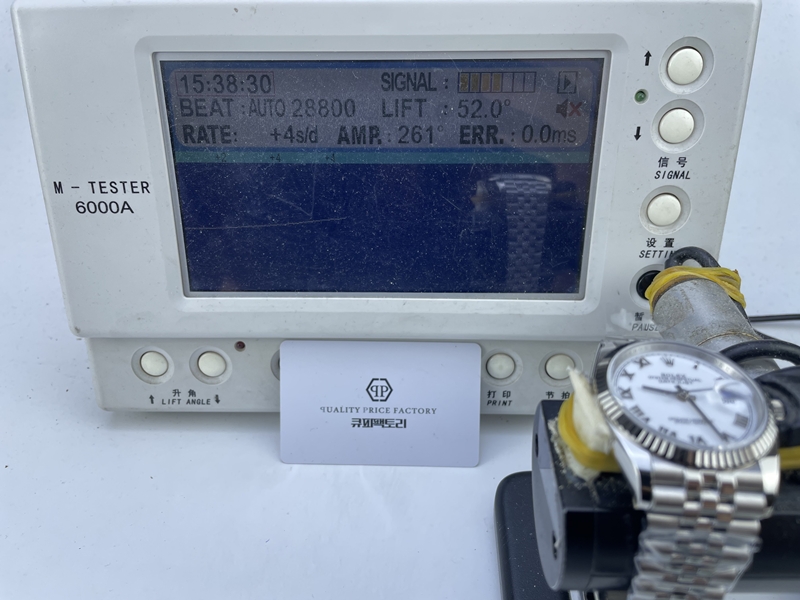 15:38:30 SIGNAL :
BEAT : AUTO 28800 LIFT : 52.0°
RATE: +4s/d AMP. : 261° ERR. : 0.0ms
M - TESTER
6000A
信号
SIGNAL
设置
PAUSE
升角
LIFT ANGLE
打印
PRINT
节拍
QP
QUALITY PRICE FACTORY
큐피팩토리
ROLEX